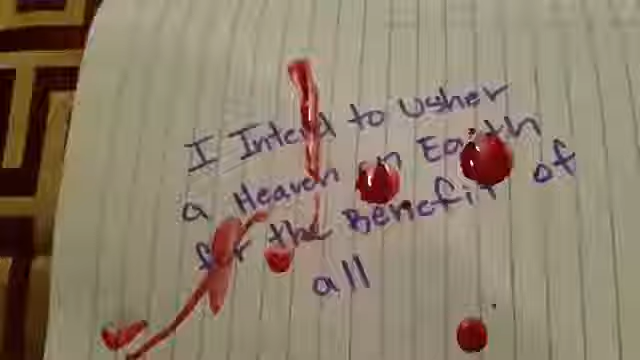 I Intend to usher
a Heaven on Earth
for the Benefit of
all